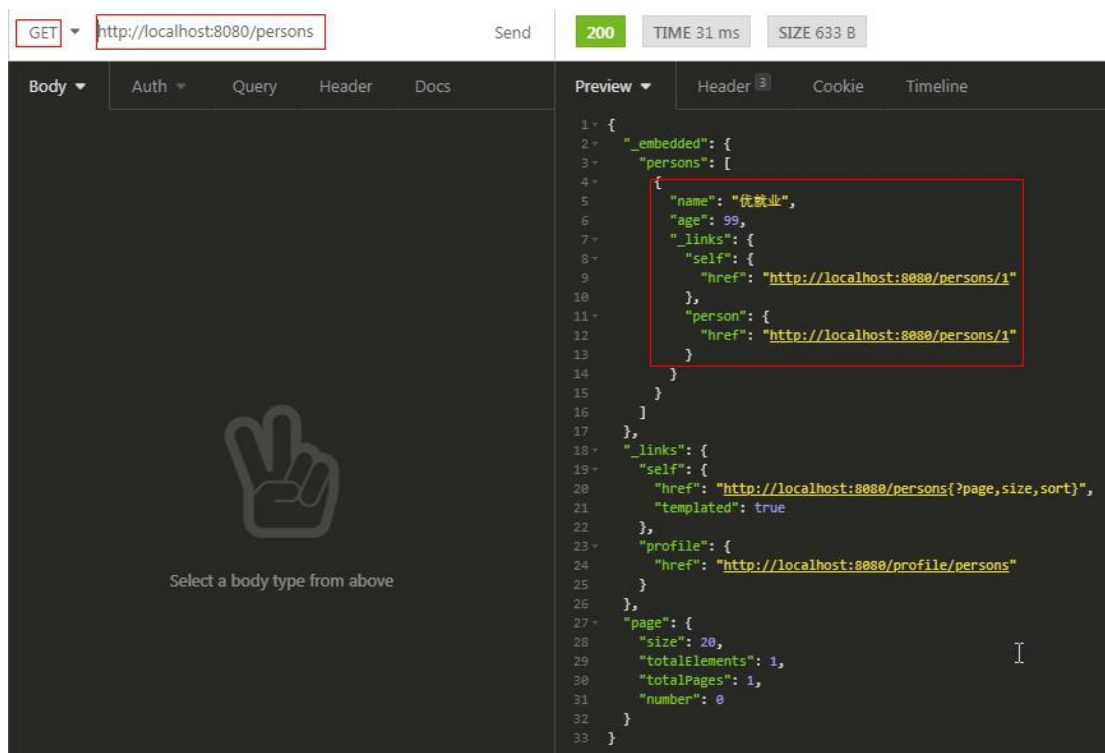 GET http://localhost:8080/persons Send 200 TIME 31 ms SIZE 633 B
Body Auth Query Header Docs Preview Header 3 Cookie Timeline
1 {
2 "_embedded": {
3 "persons": [
4 {
5 "name": "优就业",
6 "age": 99,
7 "_links": {
8 "self": {
9 "href": "http://localhost:8080/persons/1"
10 },
11 "person": {
12 "href": "http://localhost:8080/persons/1"
13 }
14 }
15 }
16 ]
17 },
18 "_links": {
19 "self": {
20 "href": "http://localhost:8080/persons{?page,size,sort}",
21 "templated": true
22 },
23 "profile": {
24 "href": "http://localhost:8080/profile/persons"
25 }
26 },
27 "page": {
28 "size": 20,
29 "totalElements": 1,
30 "totalPages": 1,
31 "number": 0
32 }
33 }
Select a body type from above